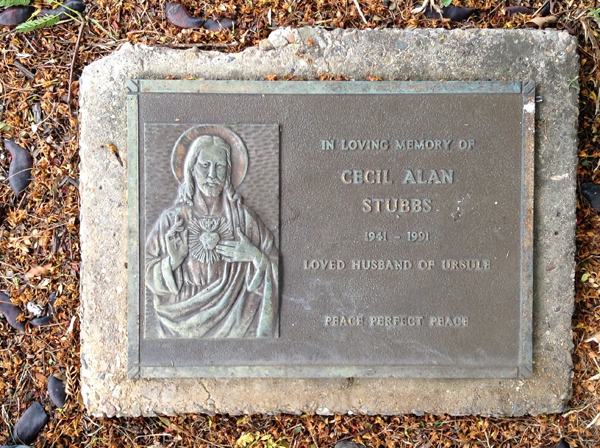 IN LOVING MEMORY OF
CECIL ALAN
STUBBS
1941 - 1991
LOVED HUSBAND OF URSULE
PEACE PERFECT PEACE